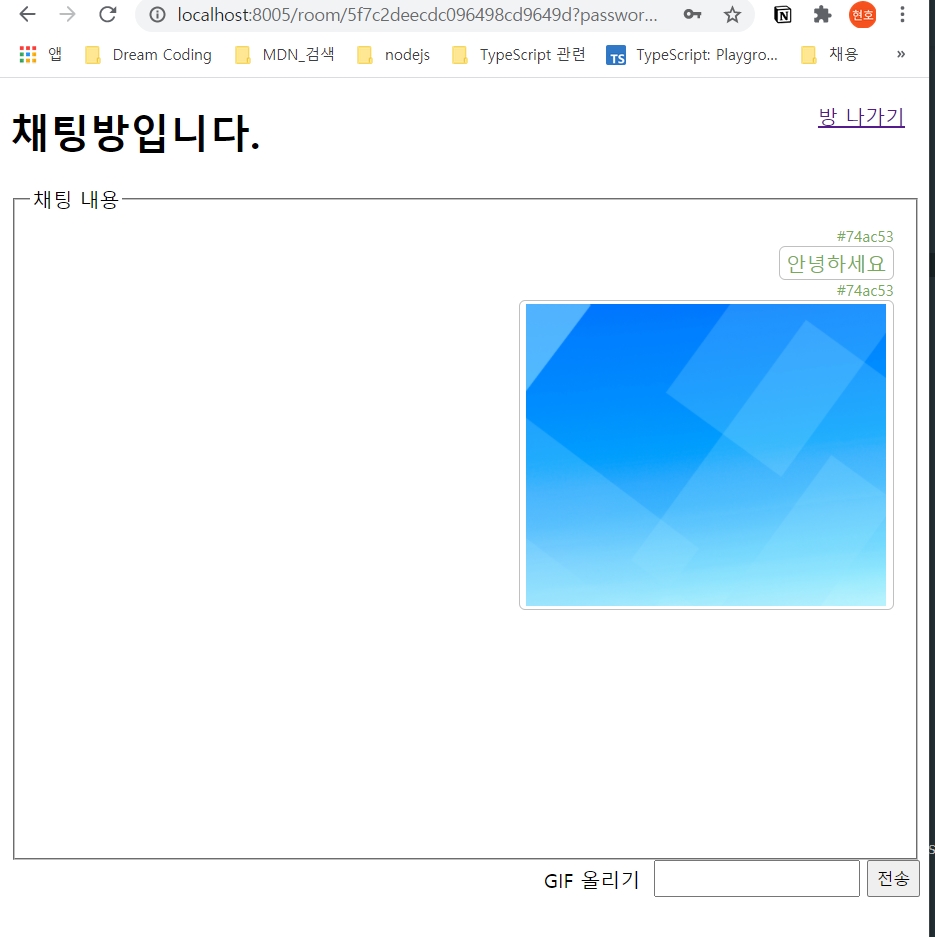 localhost:8005/room/5f7c2deecdc096498cd9649d?passwor...
현호
앱 Dream Coding MDN_검색 nodejs TypeScript 관련 TS TypeScript: Playgro... 채용 »
채팅방입니다.
방 나가기
채팅 내용
#74ac53
안녕하세요
#74ac53
GIF 올리기 전송